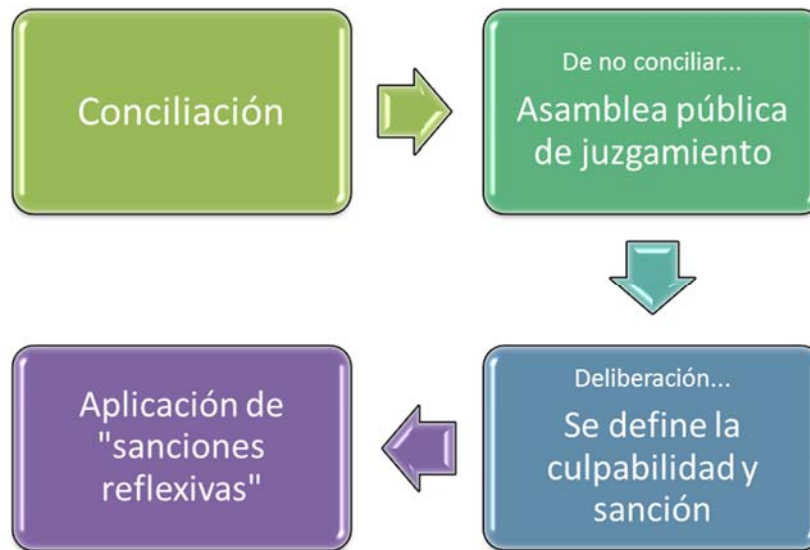 Conciliación
De no conciliar...
Asamblea pública
de juzgamiento
Deliberación...
Se define la
culpabilidad y
sanción
Aplicación de
"sanciones
reflexivas"